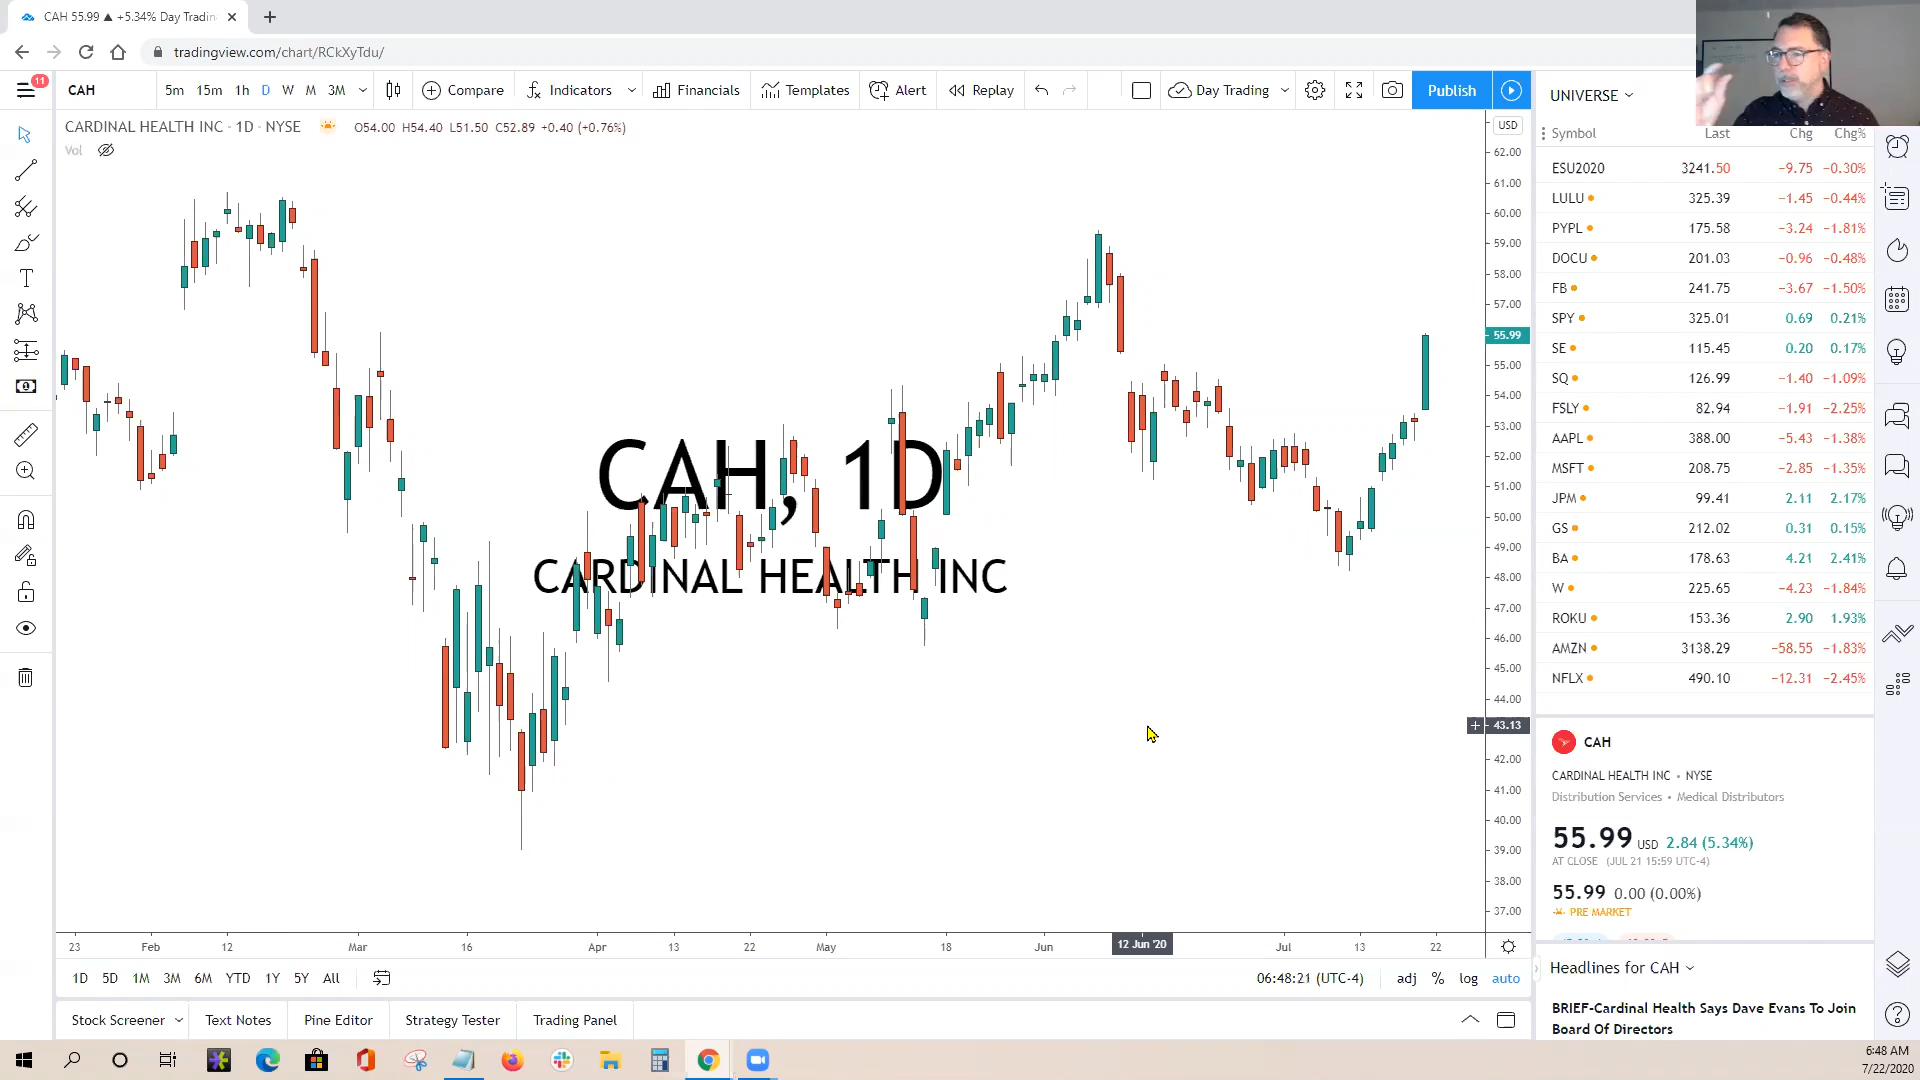 CAH 55.99 ▲ +5.34% Day Tradin
tradingview.com/chart/RCkXyTdu/
11
CAH
5m 15m 1h D W M 3M
Compare
Indicators
Financials
Templates
Alert
Replay
Day Trading
Publish
UNIVERSE
CARDINAL HEALTH INC · 1D · NYSE
O54.00 H54.40 L51.50 C52.89 +0.40 (+0.76%)
Vol
USD
62.00
61.00
60.00
59.00
58.00
57.00
55.99
55.00
54.00
53.00
52.00
51.00
50.00
49.00
48.00
47.00
46.00
45.00
44.00
43.13
42.00
41.00
40.00
39.00
38.00
37.00
CAH, 1D
CARDINAL HEALTH INC
23 Feb 12 Mar 16 Apr 13 22 May 18 Jun 12 Jun '20 Jul 13 22
1D 5D 1M 3M 6M YTD 1Y 5Y All
06:48:21 (UTC-4)
adj % log auto
Stock Screener
Text Notes
Pine Editor
Strategy Tester
Trading Panel
Symbol Last Chg Chg%
ESU2020 3241.50 −9.75 −0.30%
LULU 325.39 −1.45 −0.44%
PYPL 175.58 −3.24 −1.81%
DOCU 201.03 −0.96 −0.48%
FB 241.75 −3.67 −1.50%
SPY 325.01 0.69 0.21%
SE 115.45 0.20 0.17%
SQ 126.99 −1.40 −1.09%
FSLY 82.94 −1.91 −2.25%
AAPL 388.00 −5.43 −1.38%
MSFT 208.75 −2.85 −1.35%
JPM 99.41 2.11 2.17%
GS 212.02 0.31 0.15%
BA 178.63 4.21 2.41%
W 225.65 −4.23 −1.84%
ROKU 153.36 2.90 1.93%
AMZN 3138.29 −58.55 −1.83%
NFLX 490.10 −12.31 −2.45%
CAH
CARDINAL HEALTH INC • NYSE
Distribution Services • Medical Distributors
55.99 USD 2.84 (5.34%)
AT CLOSE (JUL 21 15:59 UTC-4)
55.99 0.00 (0.00%)
PRE MARKET
Headlines for CAH
BRIEF-Cardinal Health Says Dave Evans To Join
Board Of Directors
6:48 AM
7/22/2020